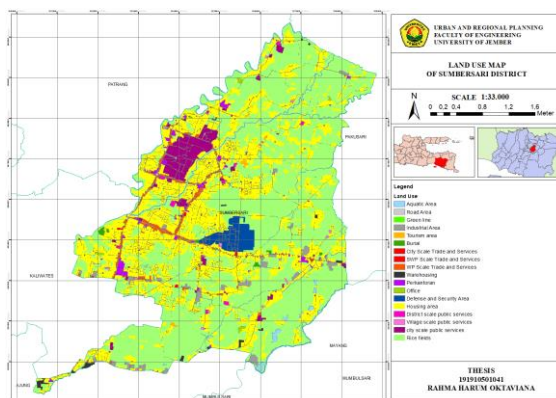 URBAN AND REGIONAL PLANNING
FACULTY OF ENGINEERING
UNIVERSITY OF JEMBER
LAND USE MAP
OF SUMBERSARI DISTRICT
SCALE 1:33.000
N
0 0.2 0.4 0.8 1.2 1.6
Meter
PATRANG
PAKUSARI
SUMBERSARI
KALIWATES
MAYANG
AJUNG
MUMBULSARI
Legend
Land Use
Aquatic Area
Road Area
Green line
Industrial Area
Tourism area
Burial
City Scale Trade and Services
BWP Scale Trade and Services
WP Scale Trade and Services
Warehousing
Perkantoran
Office
Defense and Security Area
Housing area
District scale public services
Village scale public services
city scale public services
Rice fields
THESIS
191910501041
RAHMA HARUM OKTAVIANA